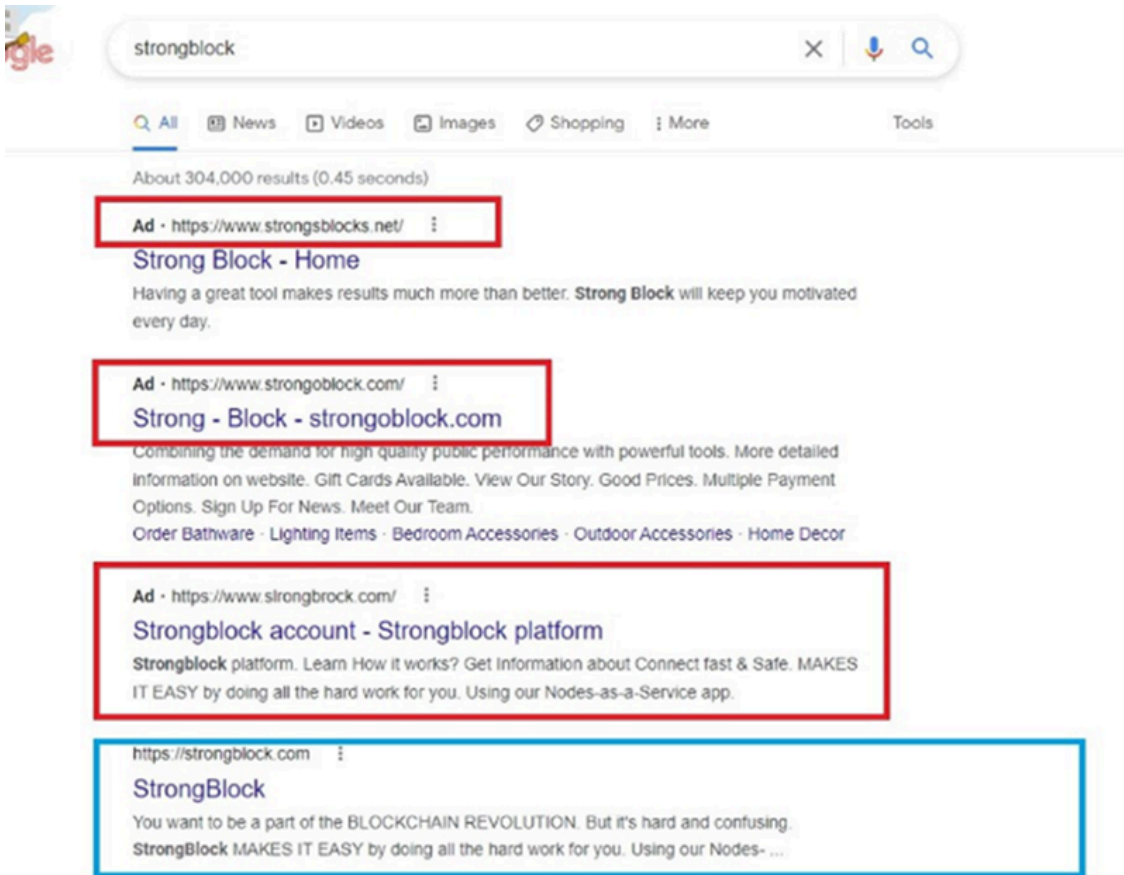 gle
strongblock
All News Videos Images Shopping More Tools
About 304,000 results (0.45 seconds)
Ad · https://www.strongsblocks.net/
Strong Block - Home
Having a great tool makes results much more than better. Strong Block will keep you motivated
every day.
Ad · https://www.strongoblock.com/
Strong - Block - strongoblock.com
Combining the demand for high quality public performance with powerful tools. More detailed
information on website. Gift Cards Available. View Our Story. Good Prices. Multiple Payment
Options. Sign Up For News. Meet Our Team.
Order Bathware · Lighting Items · Bedroom Accessories · Outdoor Accessories · Home Decor
Ad · https://www.slrongbrock.com/
Strongblock account - Strongblock platform
Strongblock platform. Learn How it works? Get Information about Connect fast & Safe. MAKES
IT EASY by doing all the hard work for you. Using our Nodes-as-a-Service app.
https://strongblock.com
StrongBlock
You want to be a part of the BLOCKCHAIN REVOLUTION. But it's hard and confusing.
StrongBlock MAKES IT EASY by doing all the hard work for you. Using our Nodes- ...